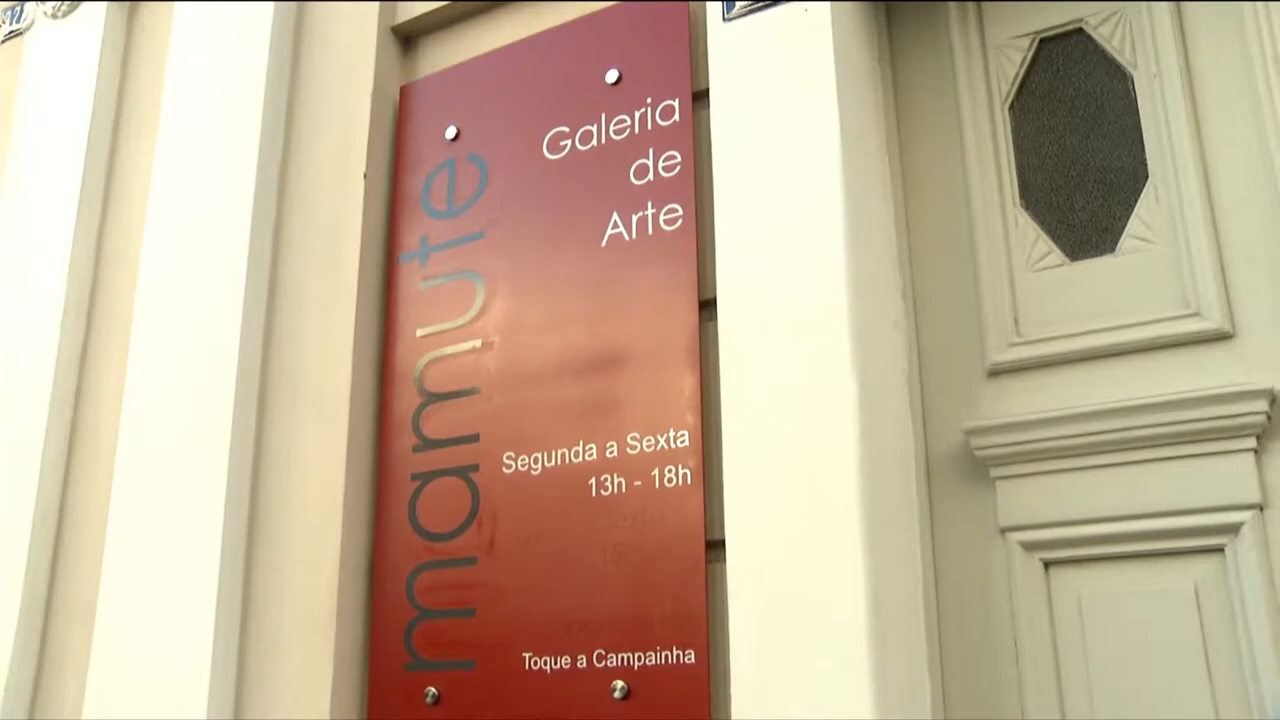 mamute
Galeria
de
Arte
Segunda a Sexta
13h - 18h
Toque a Campainha